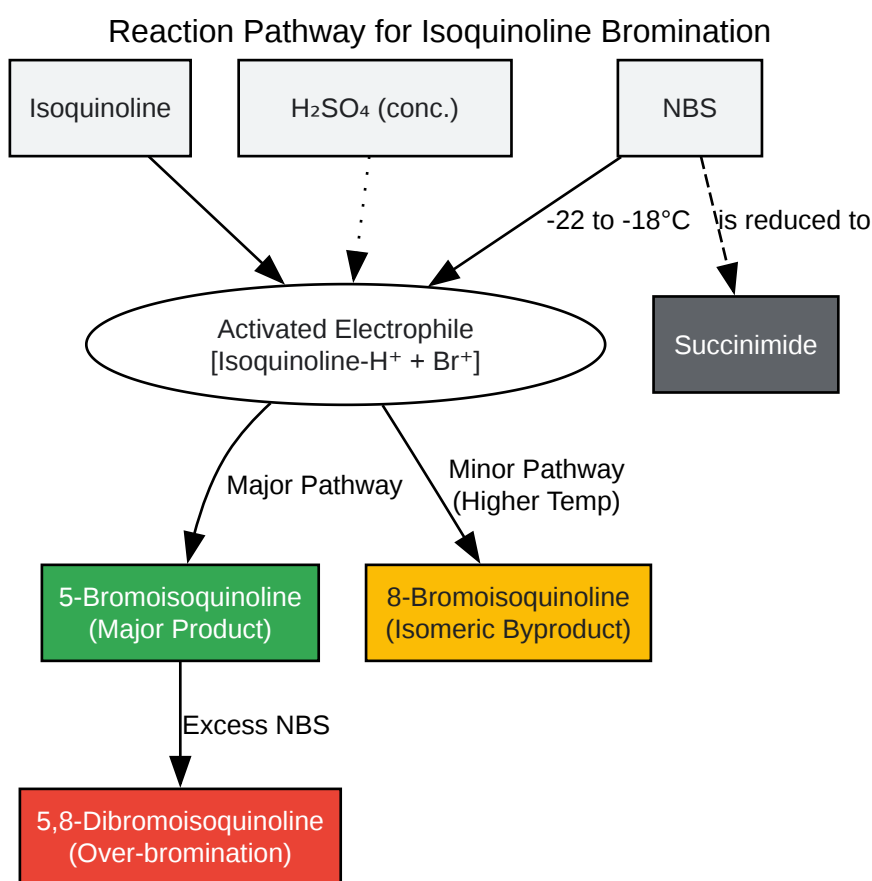 Reaction Pathway for Isoquinoline Bromination
Isoquinoline
H₂SO₄ (conc.)
NBS
-22 to -18°C
is reduced to
Activated Electrophile
[Isoquinoline-H⁺ + Br⁺]
Succinimide
Major Pathway
Minor Pathway
(Higher Temp)
5-Bromoisoquinoline
(Major Product)
8-Bromoisoquinoline
(Isomeric Byproduct)
Excess NBS
5,8-Dibromoisoquinoline
(Over-bromination)